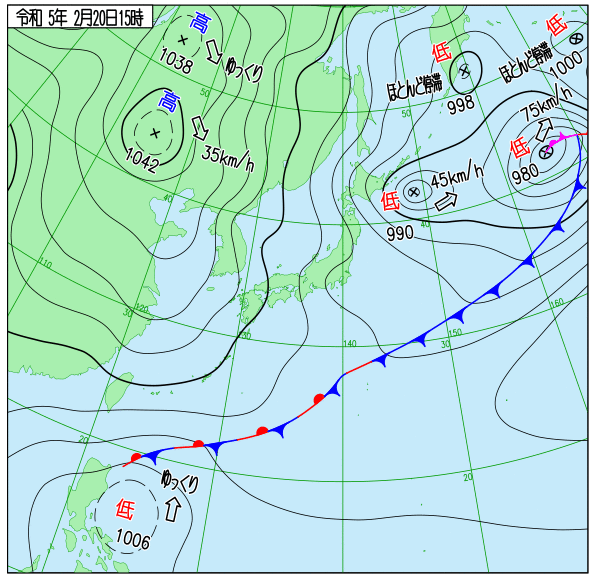 令和 5年 2月20日15時
高
1038
ゆっくり
高
1042
35km/h
低
ほとんど停滞
998
低
ほとんど停滞
1000
低
75km/h
980
低
45km/h
990
低
ゆっくり
1006
50
50
40
40
30
30
20
20
110
120
130
140
150
160